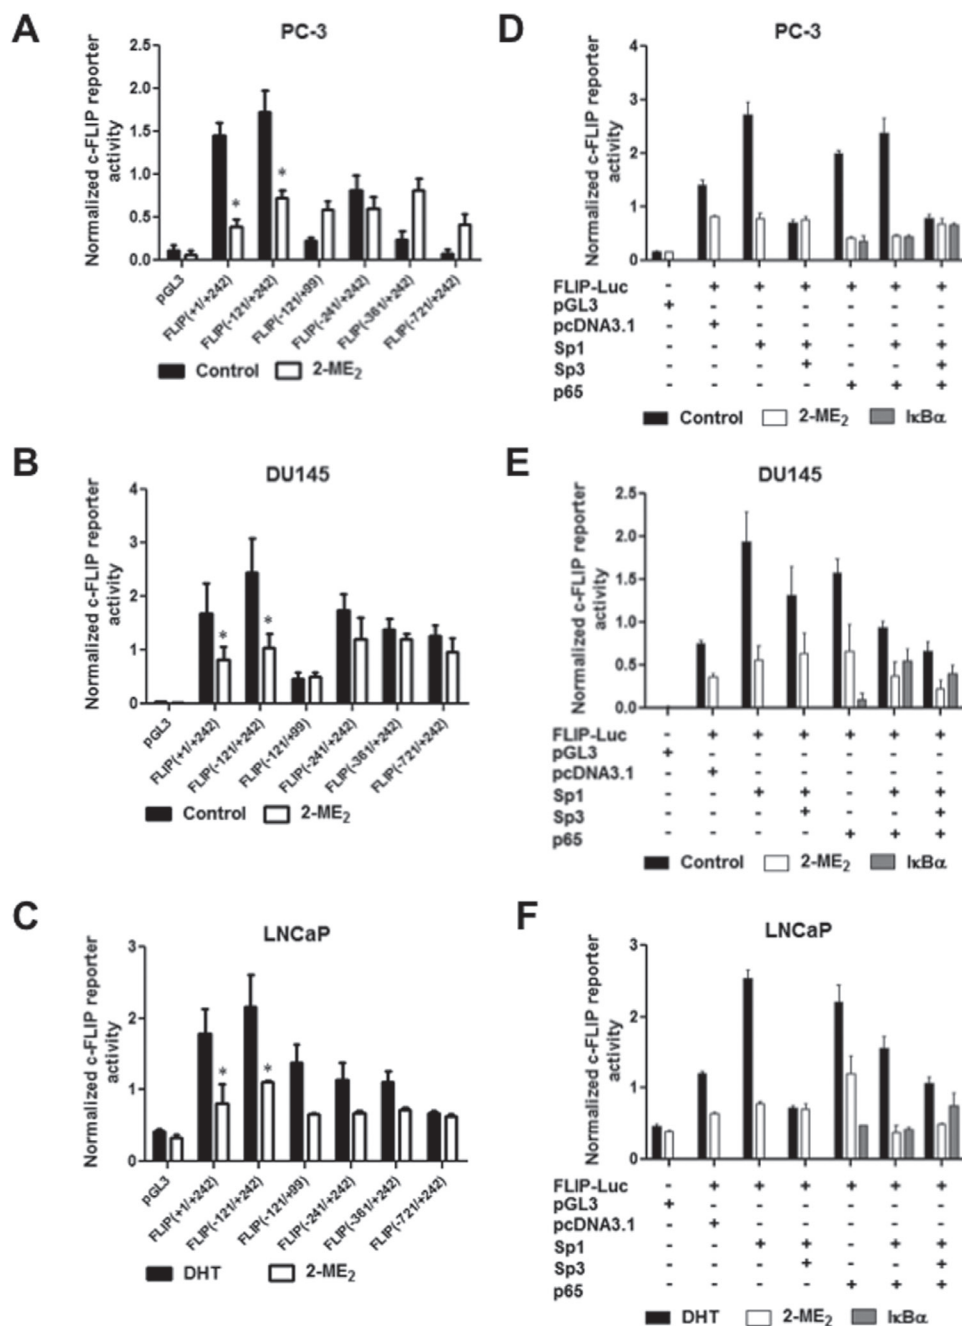 A
PC-3
Normalized c-FLIP reporter
activity
2.5
2.0
1.5
1.0
0.5
0.0
*
*
pGL3
FLIP(+1/+242)
FLIP(-121/+242)
FLIP(-121/+99)
FLIP(-241/+242)
FLIP(-361/+242)
FLIP(-721/+242)
Control 2-ME2
B
DU145
Normalized c-FLIP reporter
activity
4
3
2
1
0
*
*
pGL3
FLIP(+1/+242)
FLIP(-121/+242)
FLIP(-121/+99)
FLIP(-241/+242)
FLIP(-361/+242)
FLIP(-721/+242)
Control 2-ME2
C
LNCaP
Normalized c-FLIP reporter
activity
3
2
1
0
*
*
pGL3
FLIP(+1/+242)
FLIP(-121/+242)
FLIP(-121/+99)
FLIP(-241/+242)
FLIP(-361/+242)
FLIP(-721/+242)
DHT 2-ME2
D
PC-3
Normalized c-FLIP reporter
activity
4
3
2
1
0
FLIP-Luc - + + + + + +
pGL3 + - - - - - -
pcDNA3.1 - + - - - - -
Sp1 - - + + - + +
Sp3 - - - + - - +
p65 - - - - + + +
Control 2-ME2 IκBα
E
DU145
Normalized c-FLIP reporter
activity
2.5
2.0
1.5
1.0
0.5
0.0
FLIP-Luc - + + + + + +
pGL3 + - - - - - -
pcDNA3.1 - + - - - - -
Sp1 - - + + - + +
Sp3 - - - + - - +
p65 - - - - + + +
Control 2-ME2 IκBα
F
LNCaP
Normalized c-FLIP reporter
activity
3
2
1
0
FLIP-Luc - + + + + + +
pGL3 + - - - - - -
pcDNA3.1 - + - - - - -
Sp1 - - + + - + +
Sp3 - - - + - - +
p65 - - - - + + +
DHT 2-ME2 IκBα